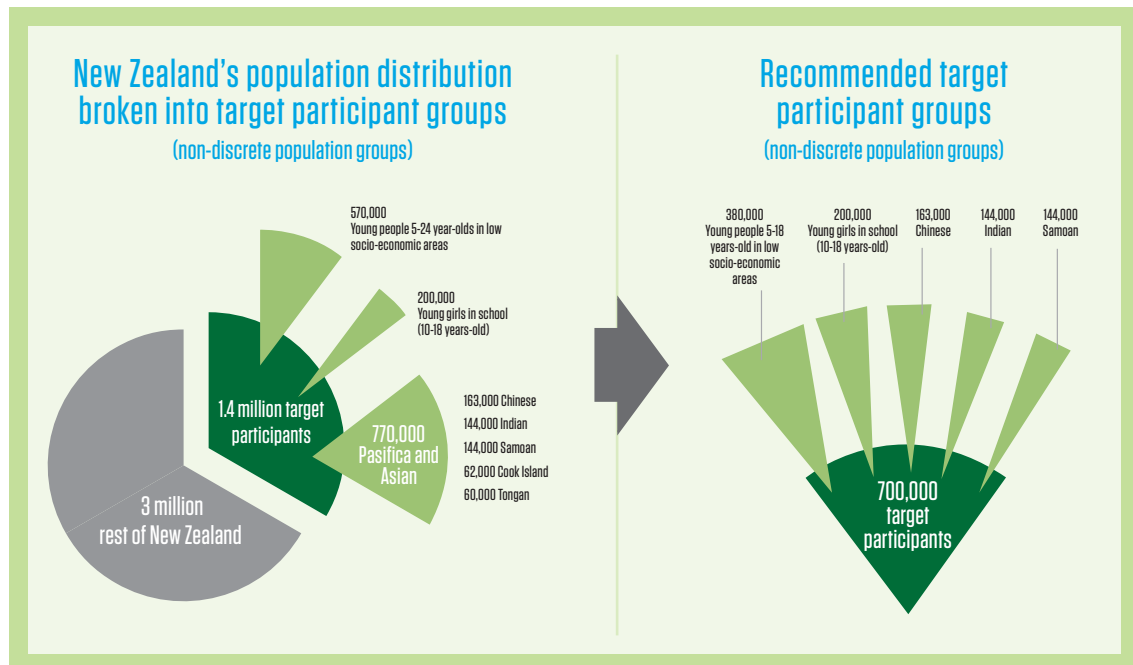 New Zealand's population distribution
broken into target participant groups
(non-discrete population groups)
570,000
Young people 5-24 year-olds in low
socio-economic areas
200,000
Young girls in school
(10-18 years-old)
1.4 million target
participants
770,000
Pasifica and
Asian
163,000 Chinese
144,000 Indian
144,000 Samoan
62,000 Cook Island
60,000 Tongan
3 million
rest of New Zealand
Recommended target
participant groups
(non-discrete population groups)
380,000
Young people 5-18
years-old in low
socio-economic
areas
200,000
Young girls in school
(10-18 years-old)
163,000
Chinese
144,000
Indian
144,000
Samoan
700,000
target
participants